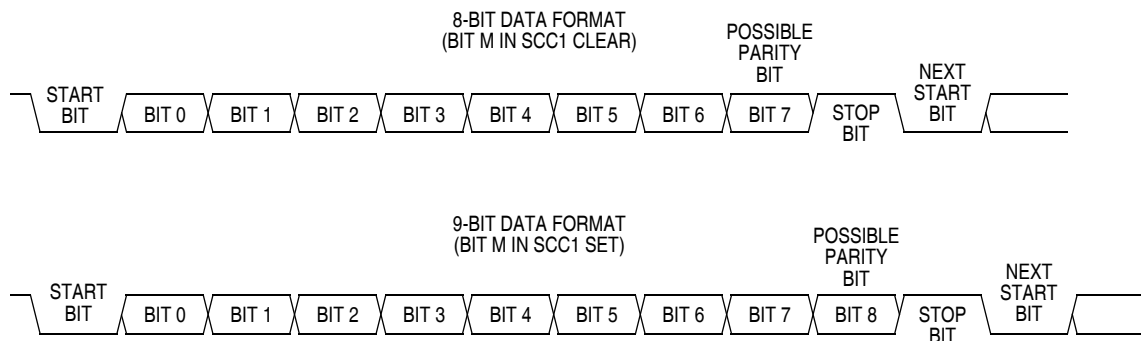 8-BIT DATA FORMAT
(BIT M IN SCC1 CLEAR)
POSSIBLE
PARITY
BIT
START
BIT
BIT 0 BIT 1 BIT 2 BIT 3 BIT 4 BIT 5 BIT 6 BIT 7
STOP
BIT
NEXT
START
BIT
9-BIT DATA FORMAT
(BIT M IN SCC1 SET)
POSSIBLE
PARITY
BIT
START
BIT
BIT 0 BIT 1 BIT 2 BIT 3 BIT 4 BIT 5 BIT 6 BIT 7 BIT 8
STOP
BIT
NEXT
START
BIT